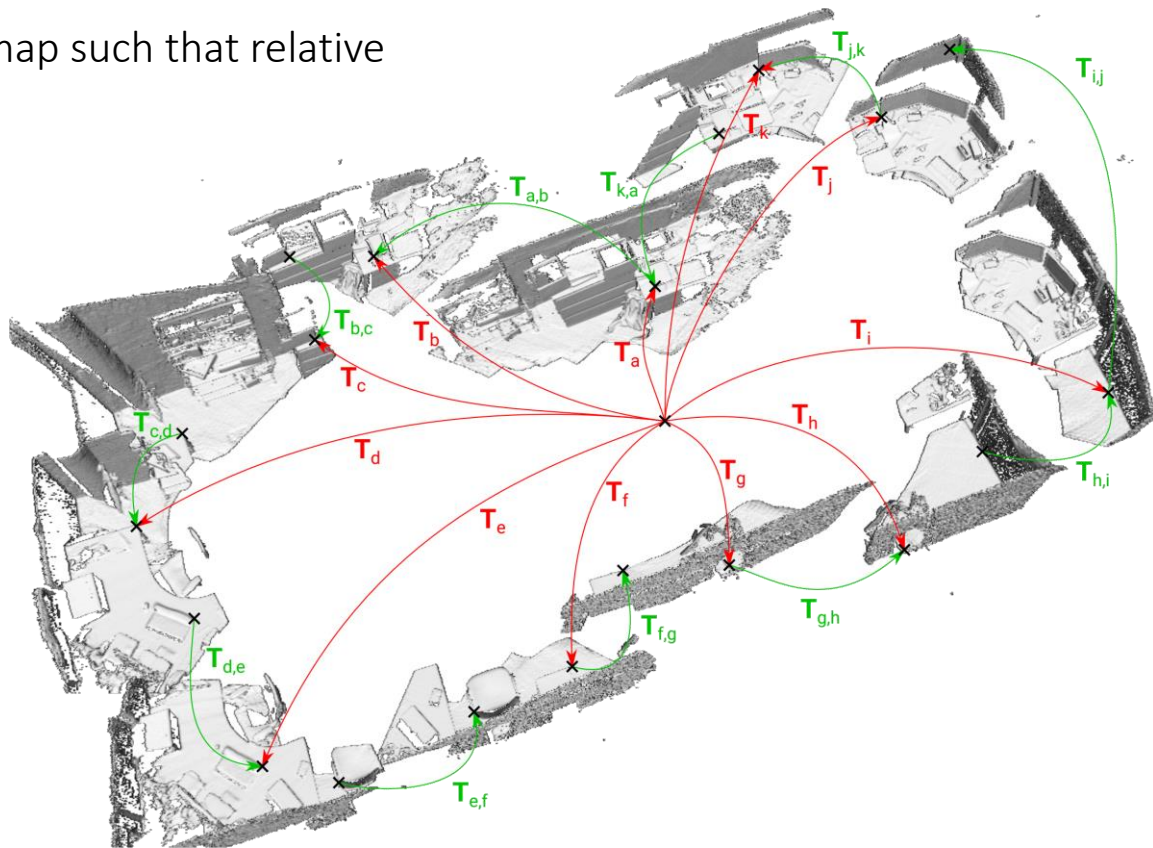 map such that relative
T_j,k
T_i,j
T_k
T_j
T_k,a
T_a,b
T_b,c
T_b
T_a
T_i
T_c
T_h
T_c,d
T_d
T_g
T_h,i
T_f
T_e
T_g,h
T_f,g
T_d,e
T_e,f